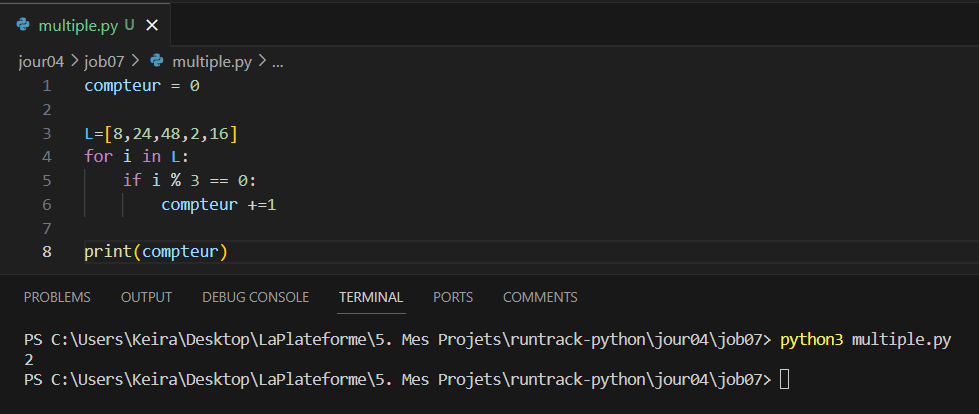 multiple.py U ×
jour04 > job07 > multiple.py > ...
1 compteur = 0
2
3 L=[8,24,48,2,16]
4 for i in L:
5     if i % 3 == 0:
6         compteur +=1
7
8 print(compteur)
PROBLEMS OUTPUT DEBUG CONSOLE TERMINAL PORTS COMMENTS
PS C:\Users\Keira\Desktop\LaPlateforme\5. Mes Projets\runtrack-python\jour04\job07> python3 multiple.py
2
PS C:\Users\Keira\Desktop\LaPlateforme\5. Mes Projets\runtrack-python\jour04\job07>